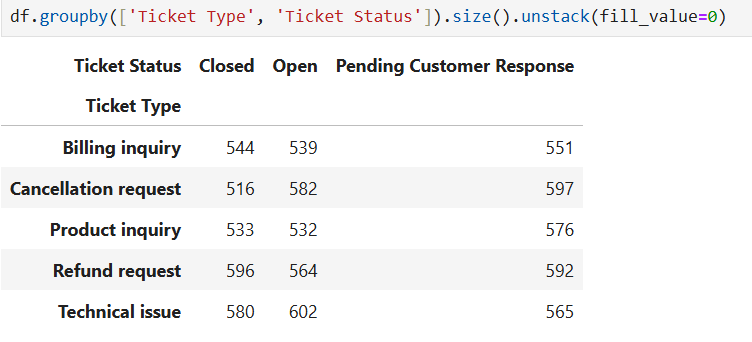 df.groupby(['Ticket Type', 'Ticket Status']).size().unstack(fill_value=0)
Ticket Status Closed Open Pending Customer Response
Ticket Type
Billing inquiry 544 539 551
Cancellation request 516 582 597
Product inquiry 533 532 576
Refund request 596 564 592
Technical issue 580 602 565